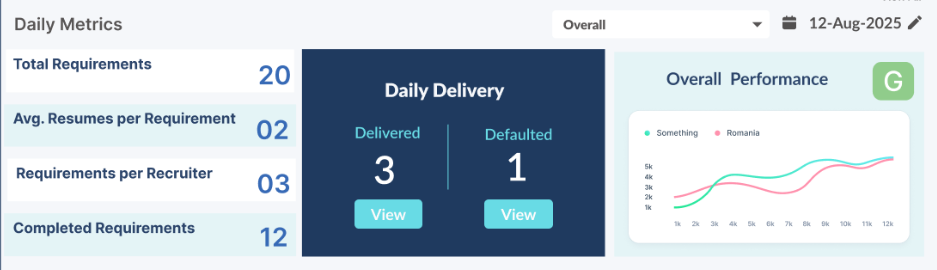 Daily Metrics
Overall
12-Aug-2025
Total Requirements
20
Avg. Resumes per Requirement
02
Requirements per Recruiter
03
Completed Requirements
12
Daily Delivery
Delivered
Defaulted
3
1
View
View
Overall Performance
G
Something
Romania
5k
4k
3k
2k
1k
1k 2k 3k 4k 5k 6k 7k 8k 9k 10k 11k 12k